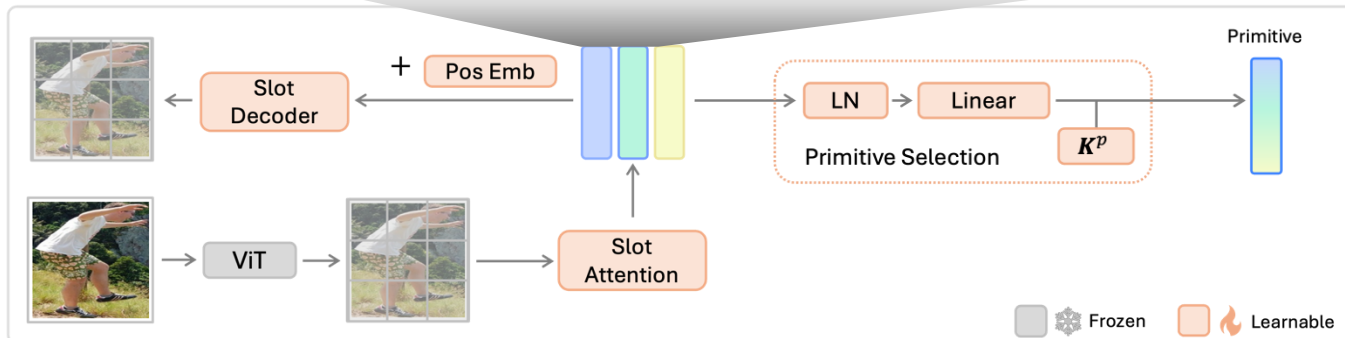 Slot
Decoder
+ Pos Emb
LN
Linear
K^p
Primitive Selection
Primitive
ViT
Slot
Attention
Frozen
Learnable